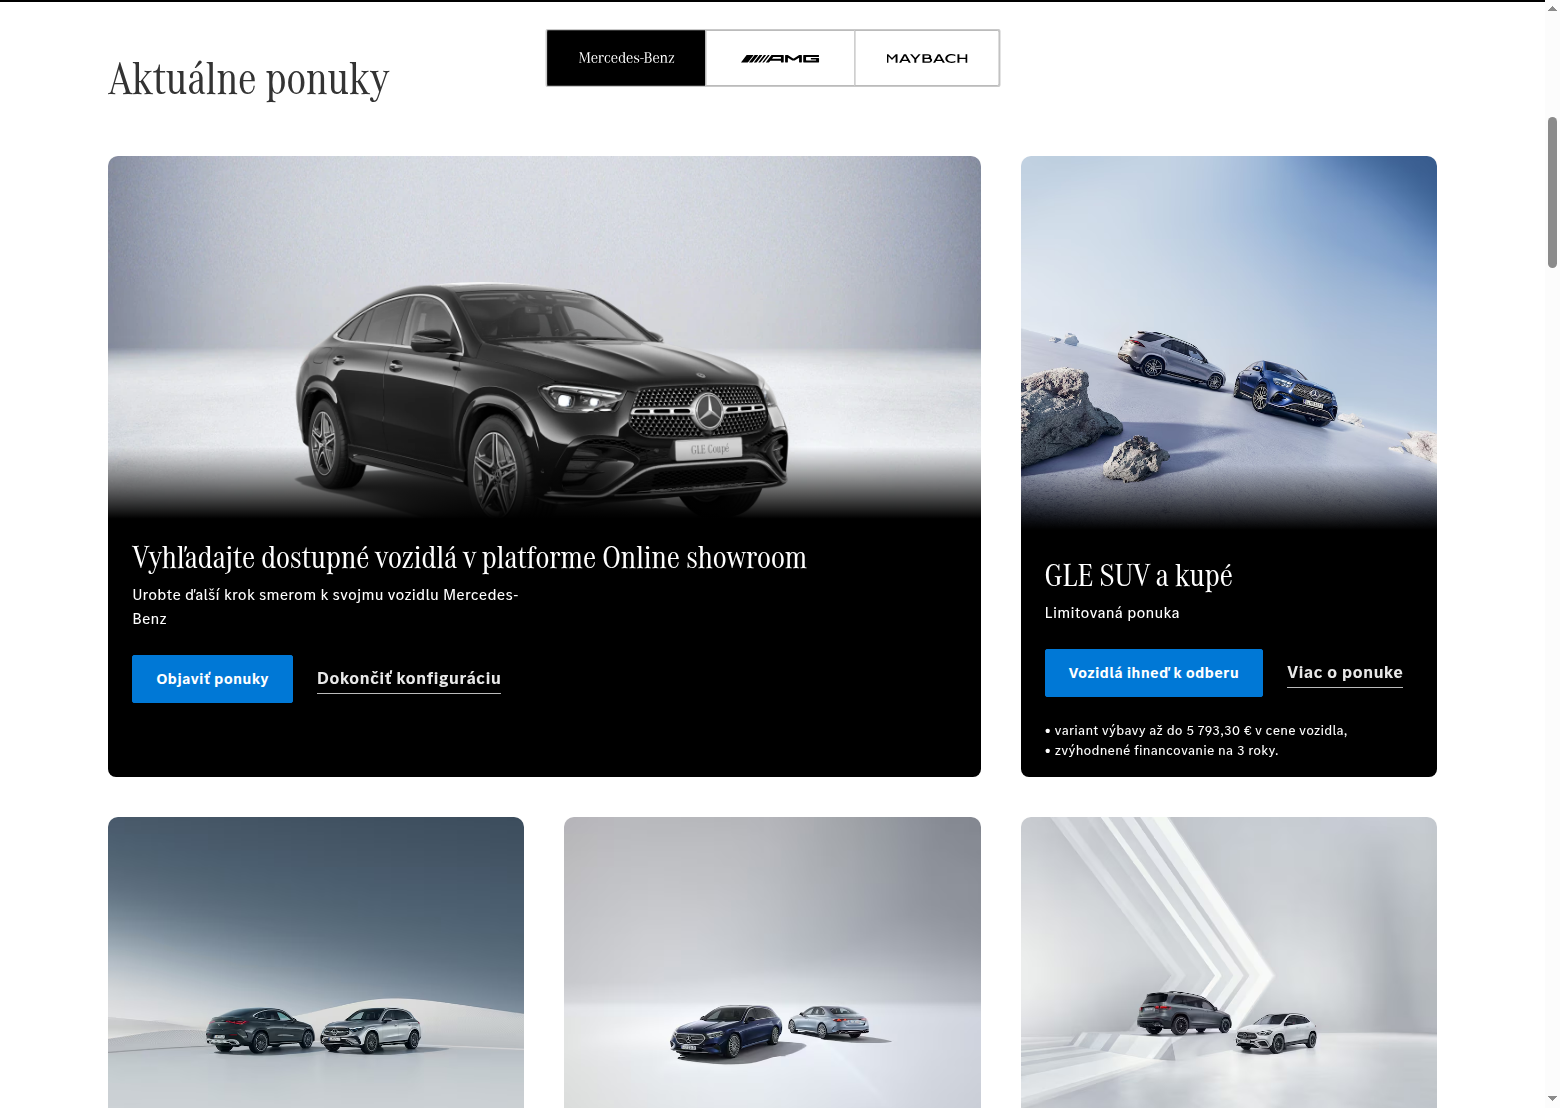 Aktuálne ponuky
Mercedes-Benz
AMG
MAYBACH
GLE Coupé
Vyhľadajte dostupné vozidlá v platforme Online showroom
Urobte ďalší krok smerom k svojmu vozidlu Mercedes-
Benz
Objaviť ponuky
Dokončiť konfiguráciu
GLE SUV a kupé
Limitovaná ponuka
Vozidlá ihneď k odberu
Viac o ponuke
• variant výbavy až do 5 793,30 € v cene vozidla,
• zvýhodnené financovanie na 3 roky.